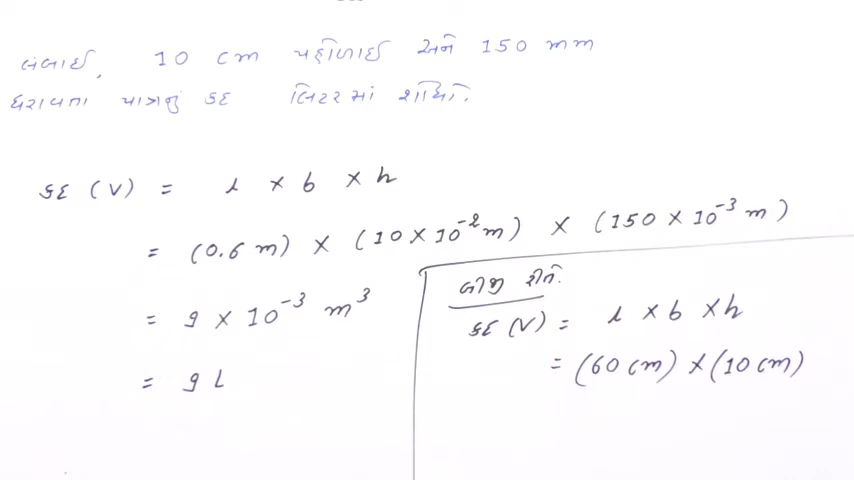 લંબાઈ, 10 cm પહોળાઈ અને 150 mm
ધરાવતા પાત્રનું કદ લિટરમાં શોધો.
કદ (V) = l × b × h
= (0.6 m) × (10 × 10⁻² m) × (150 × 10⁻³ m)
= 9 × 10⁻³ m³
= 9 L
બીજી રીત.
કદ (V) = l × b × h
= (60 cm) × (10 cm)